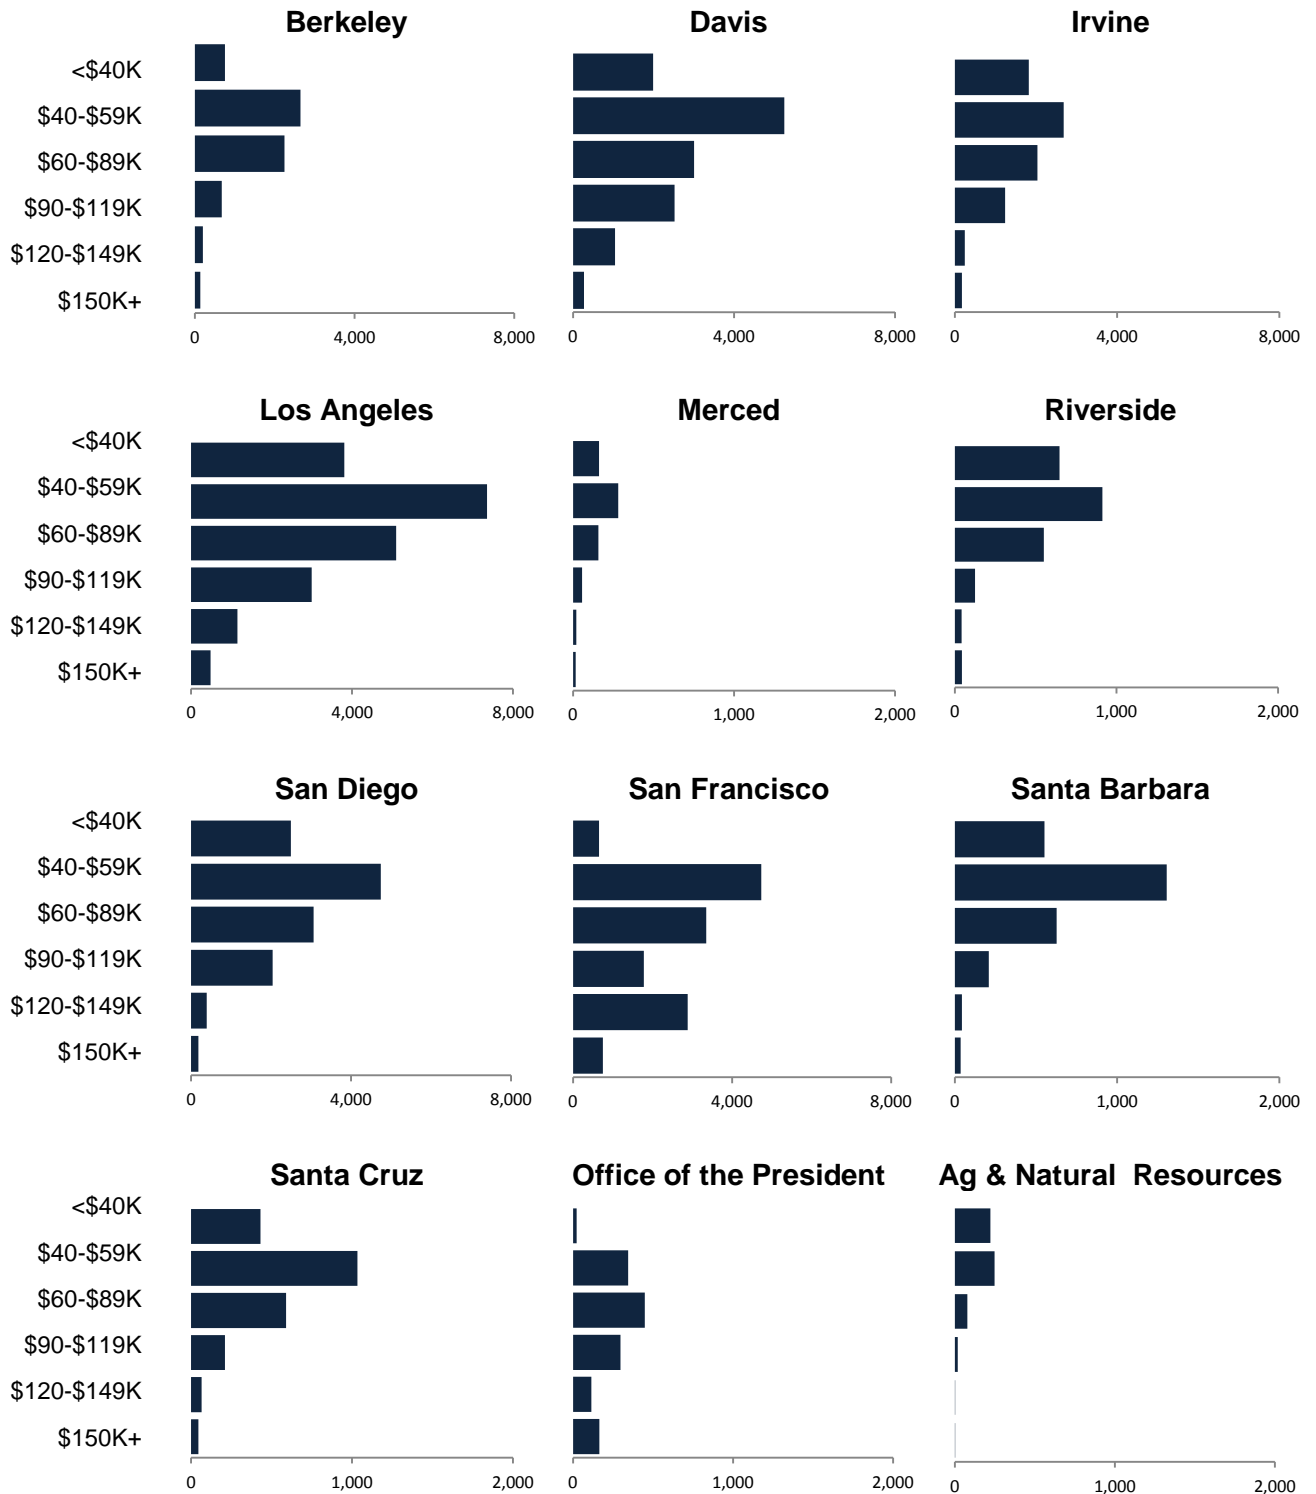 Berkeley Davis Irvine
<$40K
$40-$59K
$60-$89K
$90-$119K
$120-$149K
$150K+
0 4,000 8,000 0 4,000 8,000 0 4,000 8,000
Los Angeles Merced Riverside
<$40K
$40-$59K
$60-$89K
$90-$119K
$120-$149K
$150K+
0 4,000 8,000 0 1,000 2,000 0 1,000 2,000
San Diego San Francisco Santa Barbara
<$40K
$40-$59K
$60-$89K
$90-$119K
$120-$149K
$150K+
0 4,000 8,000 0 4,000 8,000 0 1,000 2,000
Santa Cruz Office of the President Ag & Natural Resources
<$40K
$40-$59K
$60-$89K
$90-$119K
$120-$149K
$150K+
0 1,000 2,000 0 1,000 2,000 0 1,000 2,000